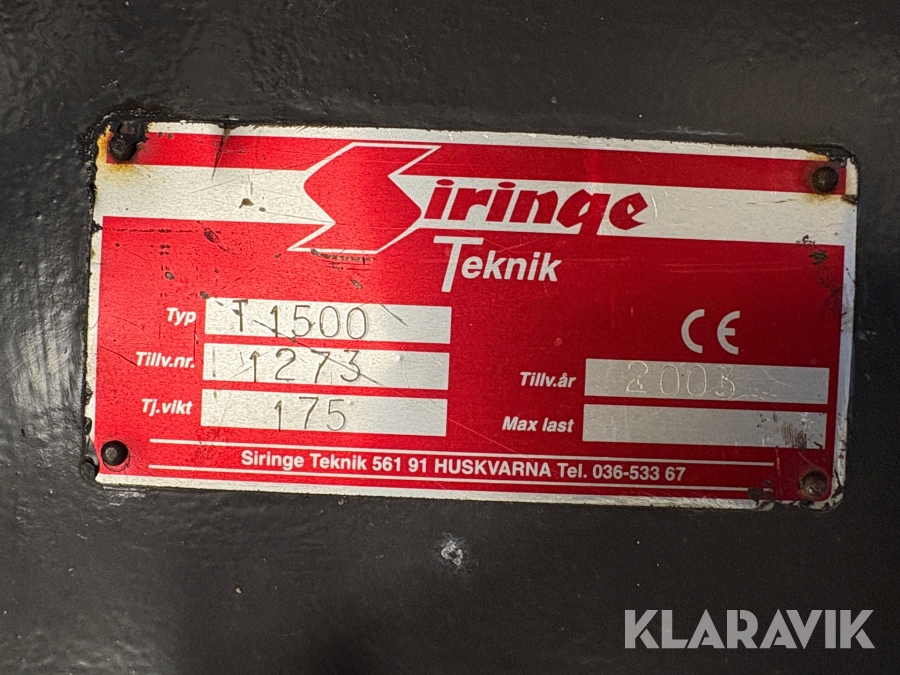 Siringe
Teknik
Typ T1500
CE
Tillv.nr. 1273
Tillv.år 2003
Tj.vikt 175
Max last
Siringe Teknik 561 91 HUSKVARNA Tel. 036-533 67
KLARAVIK